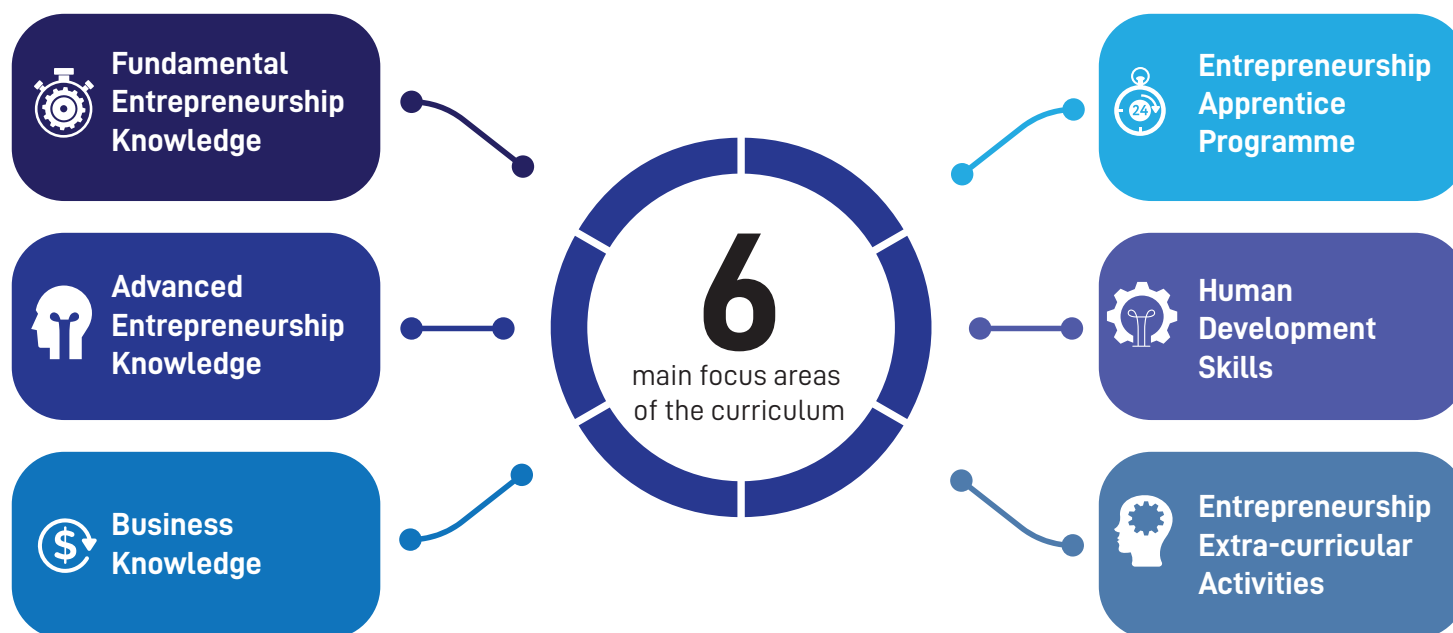 Fundamental
Entrepreneurship
Knowledge
Advanced
Entrepreneurship
Knowledge
$
Business
Knowledge
6
main focus areas
of the curriculum
24
Entrepreneurship
Apprentice
Programme
Human
Development
Skills
Entrepreneurship
Extra-curricular
Activities